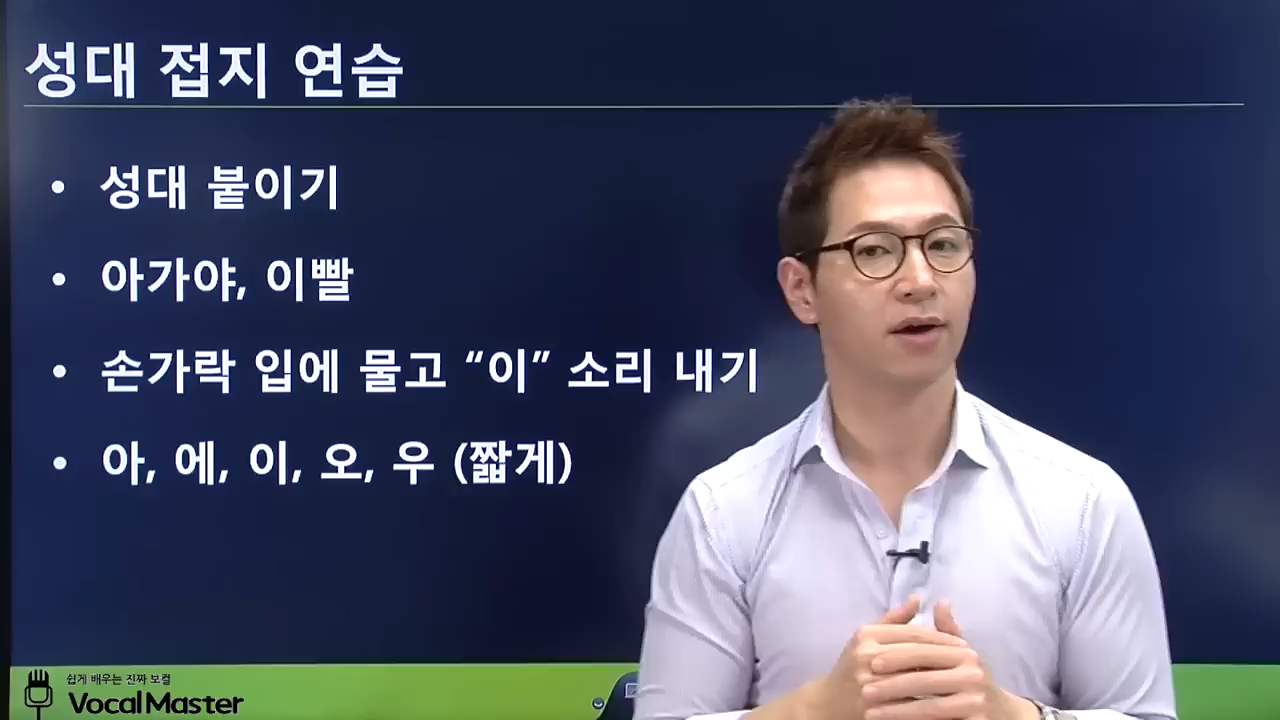 성대 접지 연습
• 성대 붙이기
• 아가야, 이빨
• 손가락 입에 물고 “이” 소리 내기
• 아, 에, 이, 오, 우 (짧게)
쉽게 배우는 진짜 보컬
VocalMaster